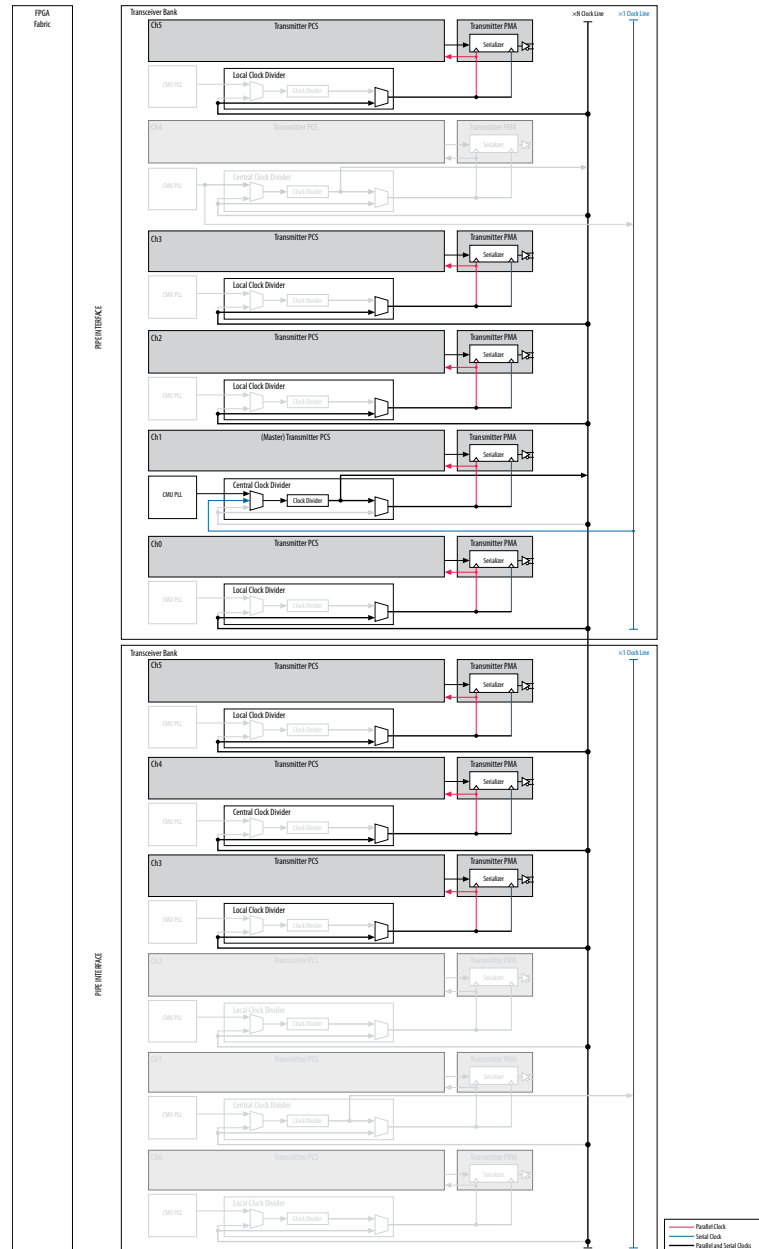 FPGA
Fabric
PIPE INTERFACE
PIPE INTERFACE
Transceiver Bank
×N Clock Line
×1 Clock Line
Ch5
Transmitter PCS
Transmitter PMA
Serializer
CMU PLL
Local Clock Divider
Clock Divider
Ch4
Transmitter PCS
Transmitter PMA
Serializer
CMU PLL
Central Clock Divider
Clock Divider
Ch3
Transmitter PCS
Transmitter PMA
Serializer
CMU PLL
Local Clock Divider
Clock Divider
Ch2
Transmitter PCS
Transmitter PMA
Serializer
CMU PLL
Local Clock Divider
Clock Divider
Ch1
(Master) Transmitter PCS
Transmitter PMA
Serializer
CMU PLL
Central Clock Divider
Clock Divider
Ch0
Transmitter PCS
Transmitter PMA
Serializer
CMU PLL
Local Clock Divider
Clock Divider
Transceiver Bank
×1 Clock Line
Ch5
Transmitter PCS
Transmitter PMA
Serializer
CMU PLL
Local Clock Divider
Clock Divider
Ch4
Transmitter PCS
Transmitter PMA
Serializer
CMU PLL
Central Clock Divider
Clock Divider
Ch3
Transmitter PCS
Transmitter PMA
Serializer
CMU PLL
Local Clock Divider
Clock Divider
Ch2
Transmitter PCS
Transmitter PMA
Serializer
CMU PLL
Local Clock Divider
Clock Divider
Ch1
Transmitter PCS
Transmitter PMA
Serializer
CMU PLL
Central Clock Divider
Clock Divider
Ch0
Transmitter PCS
Transmitter PMA
Serializer
CMU PLL
Local Clock Divider
Clock Divider
Parallel Clock
Serial Clock
Parallel and Serial Clocks